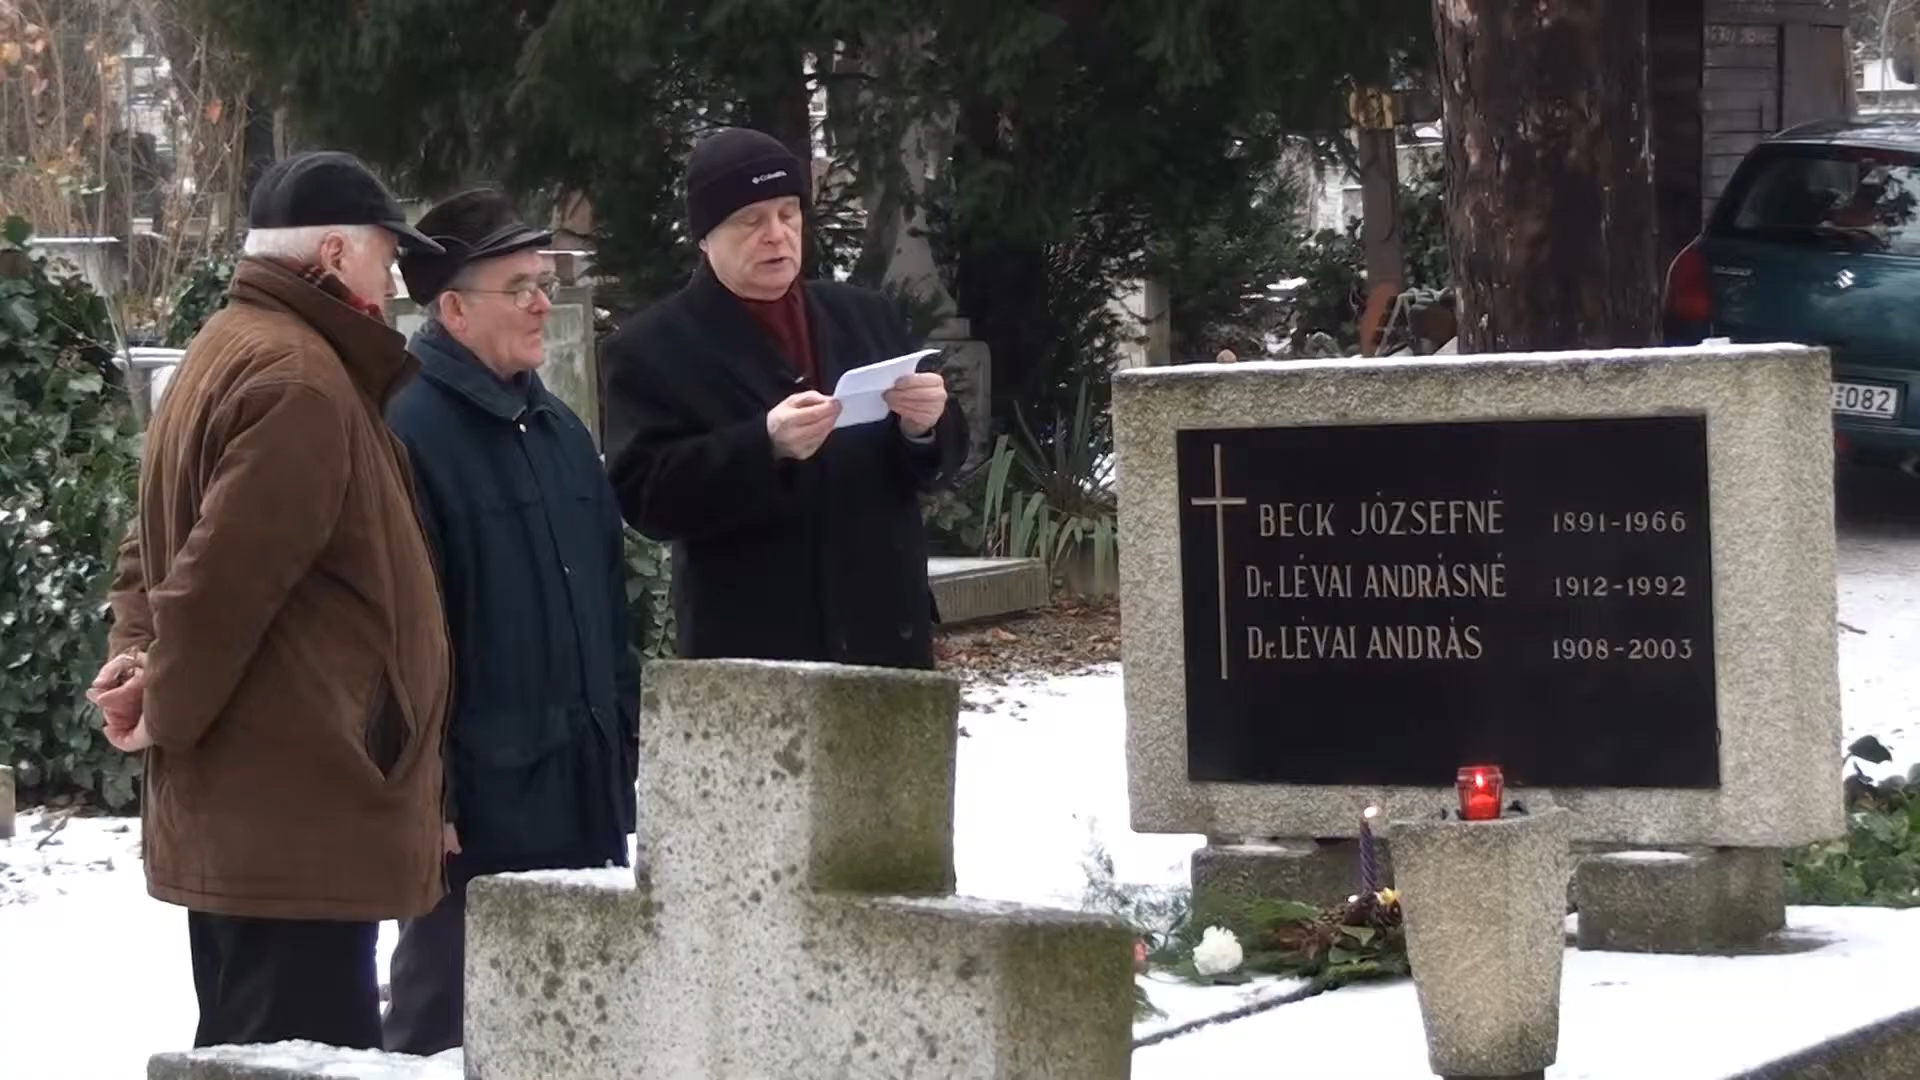 Columbia
BECK JÓZSEFNÉ 1891-1966
Dr. LÉVAI ANDRÁSNÉ 1912-1992
Dr. LÉVAI ANDRÁS 1908-2003
082